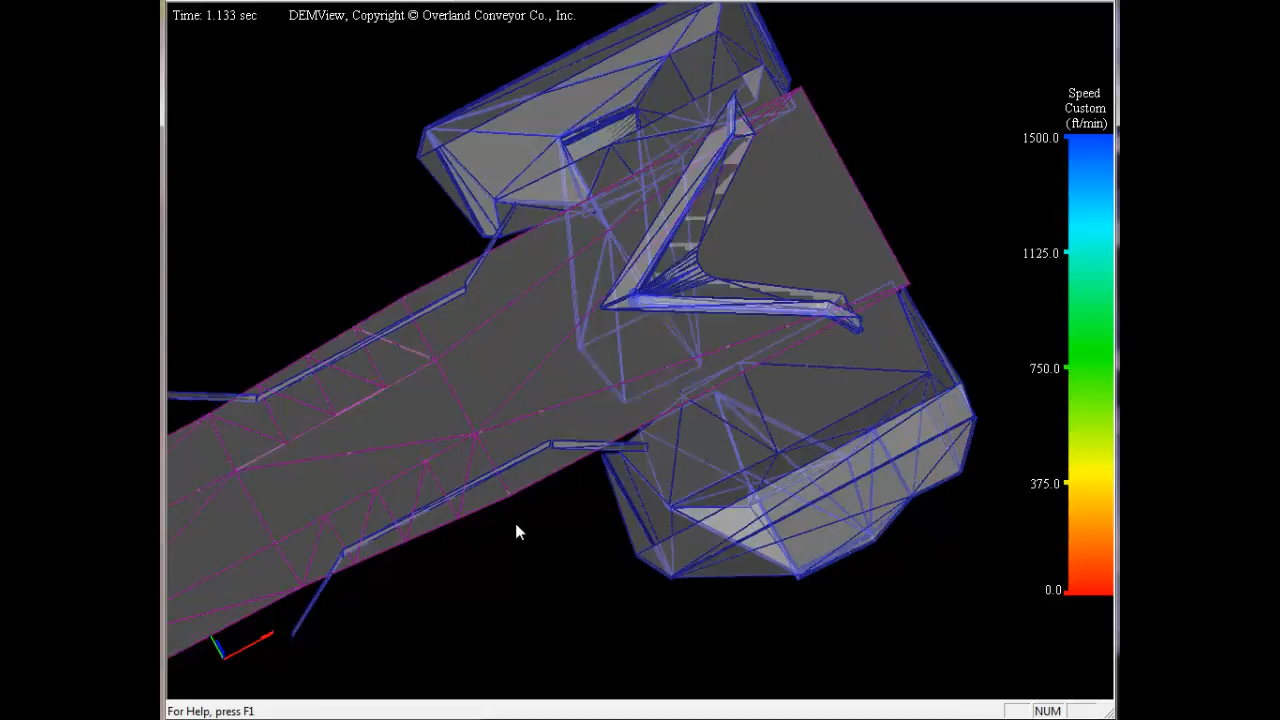 Time: 1.133 sec
DEMView, Copyright © Overland Conveyor Co., Inc.
Speed
Custom
(ft/min)
1500.0
1125.0
750.0
375.0
0.0
For Help, press F1
NUM